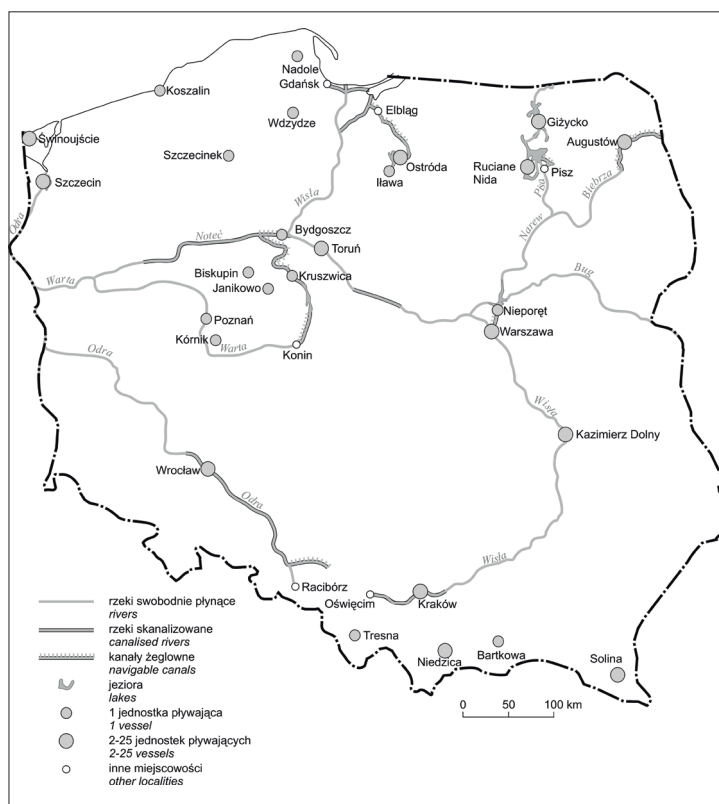 Nadole
Gdańsk
Koszalin
Elbląg
Wdzydze
Giżycko
Świnoujście
Augustów
Szczecinek
Ostróda
Ruciane
Nida
Pisz
Iława
Szczecin
Pisa
Biebrza
Wisła
Odra
Narew
Bydgoszcz
Noteć
Toruń
Bug
Biskupin
Kruszwica
Janikowo
Warta
Nieporęt
Poznań
Warszawa
Kórnik
Warta
Konin
Odra
Wisła
Kazimierz Dolny
Wrocław
Odra
Wisła
Racibórz
Oświęcim
Kraków
Tresna
Bartkowa
Niedzica
Solina
rzeki swobodnie płynące
rivers
rzeki skanalizowane
canalised rivers
kanały żeglowne
navigable canals
jeziora
lakes
1 jednostka pływająca
1 vessel
2-25 jednostek pływających
2-25 vessels
inne miejscowości
other localities
0 50 100 km